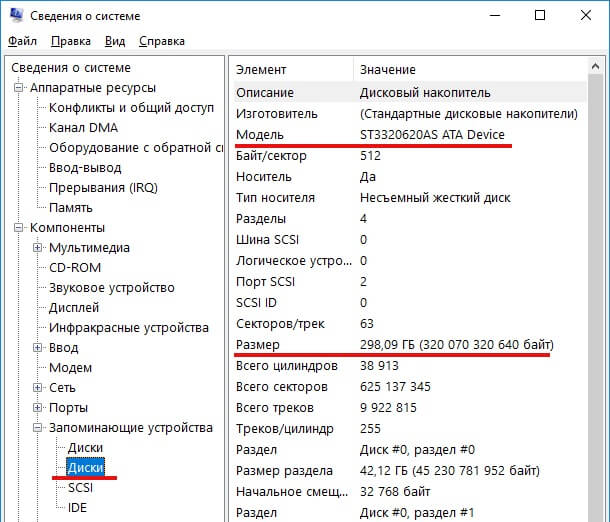 Сведения о системе
Файл Правка Вид Справка
Сведения о системе
Аппаратные ресурсы
Конфликты и общий доступ
Канал DMA
Оборудование с обратной с
Ввод-вывод
Прерывания (IRQ)
Память
Компоненты
Мультимедиа
CD-ROM
Звуковое устройство
Дисплей
Инфракрасные устройства
Ввод
Модем
Сеть
Порты
Запоминающие устройства
Диски
Диски
SCSI
IDE
Элемент Значение
Описание Дисковый накопитель
Изготовитель (Стандартные дисковые накопители)
Модель ST3320620AS ATA Device
Байт/сектор 512
Носитель Да
Тип носителя Несъемный жесткий диск
Разделы 4
Шина SCSI 0
Логическое устро... 0
Порт SCSI 2
SCSI ID 0
Секторов/трек 63
Размер 298,09 ГБ (320 070 320 640 байт)
Всего цилиндров 38 913
Всего секторов 625 137 345
Всего треков 9 922 815
Треков/цилиндр 255
Раздел Диск #0, раздел #0
Размер раздела 42,12 ГБ (45 230 781 952 байт)
Начальное смещ... 32 768 байт
Раздел Диск #0, раздел #1